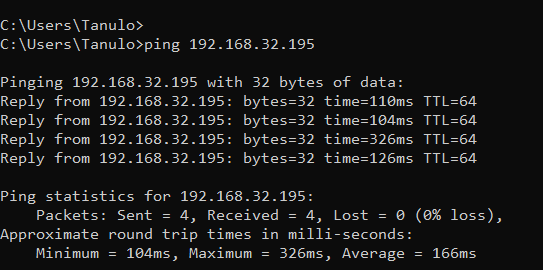 C:\Users\Tanulo>
C:\Users\Tanulo>ping 192.168.32.195
Pinging 192.168.32.195 with 32 bytes of data:
Reply from 192.168.32.195: bytes=32 time=110ms TTL=64
Reply from 192.168.32.195: bytes=32 time=104ms TTL=64
Reply from 192.168.32.195: bytes=32 time=326ms TTL=64
Reply from 192.168.32.195: bytes=32 time=126ms TTL=64
Ping statistics for 192.168.32.195:
    Packets: Sent = 4, Received = 4, Lost = 0 (0% loss),
Approximate round trip times in milli-seconds:
    Minimum = 104ms, Maximum = 326ms, Average = 166ms